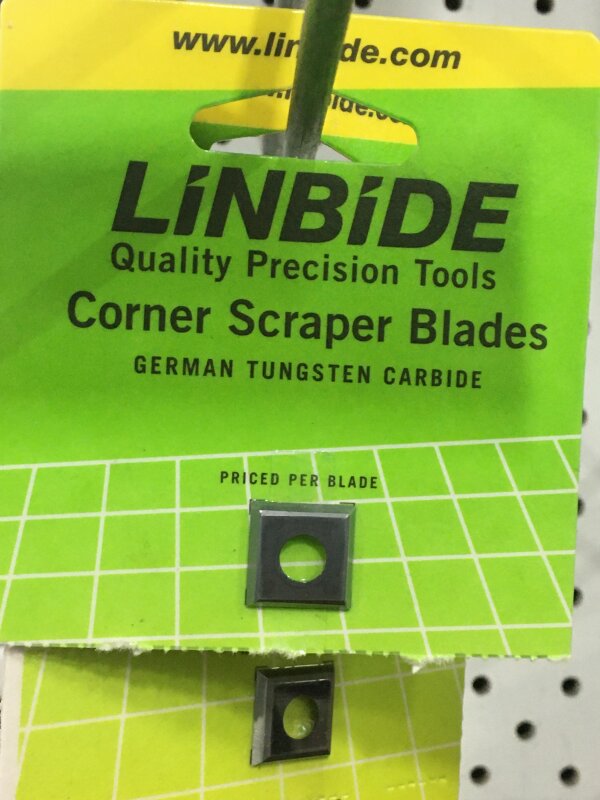 www.linbide.com
LiNBiDE
Quality Precision Tools
Corner Scraper Blades
GERMAN TUNGSTEN CARBIDE
PRICED PER BLADE